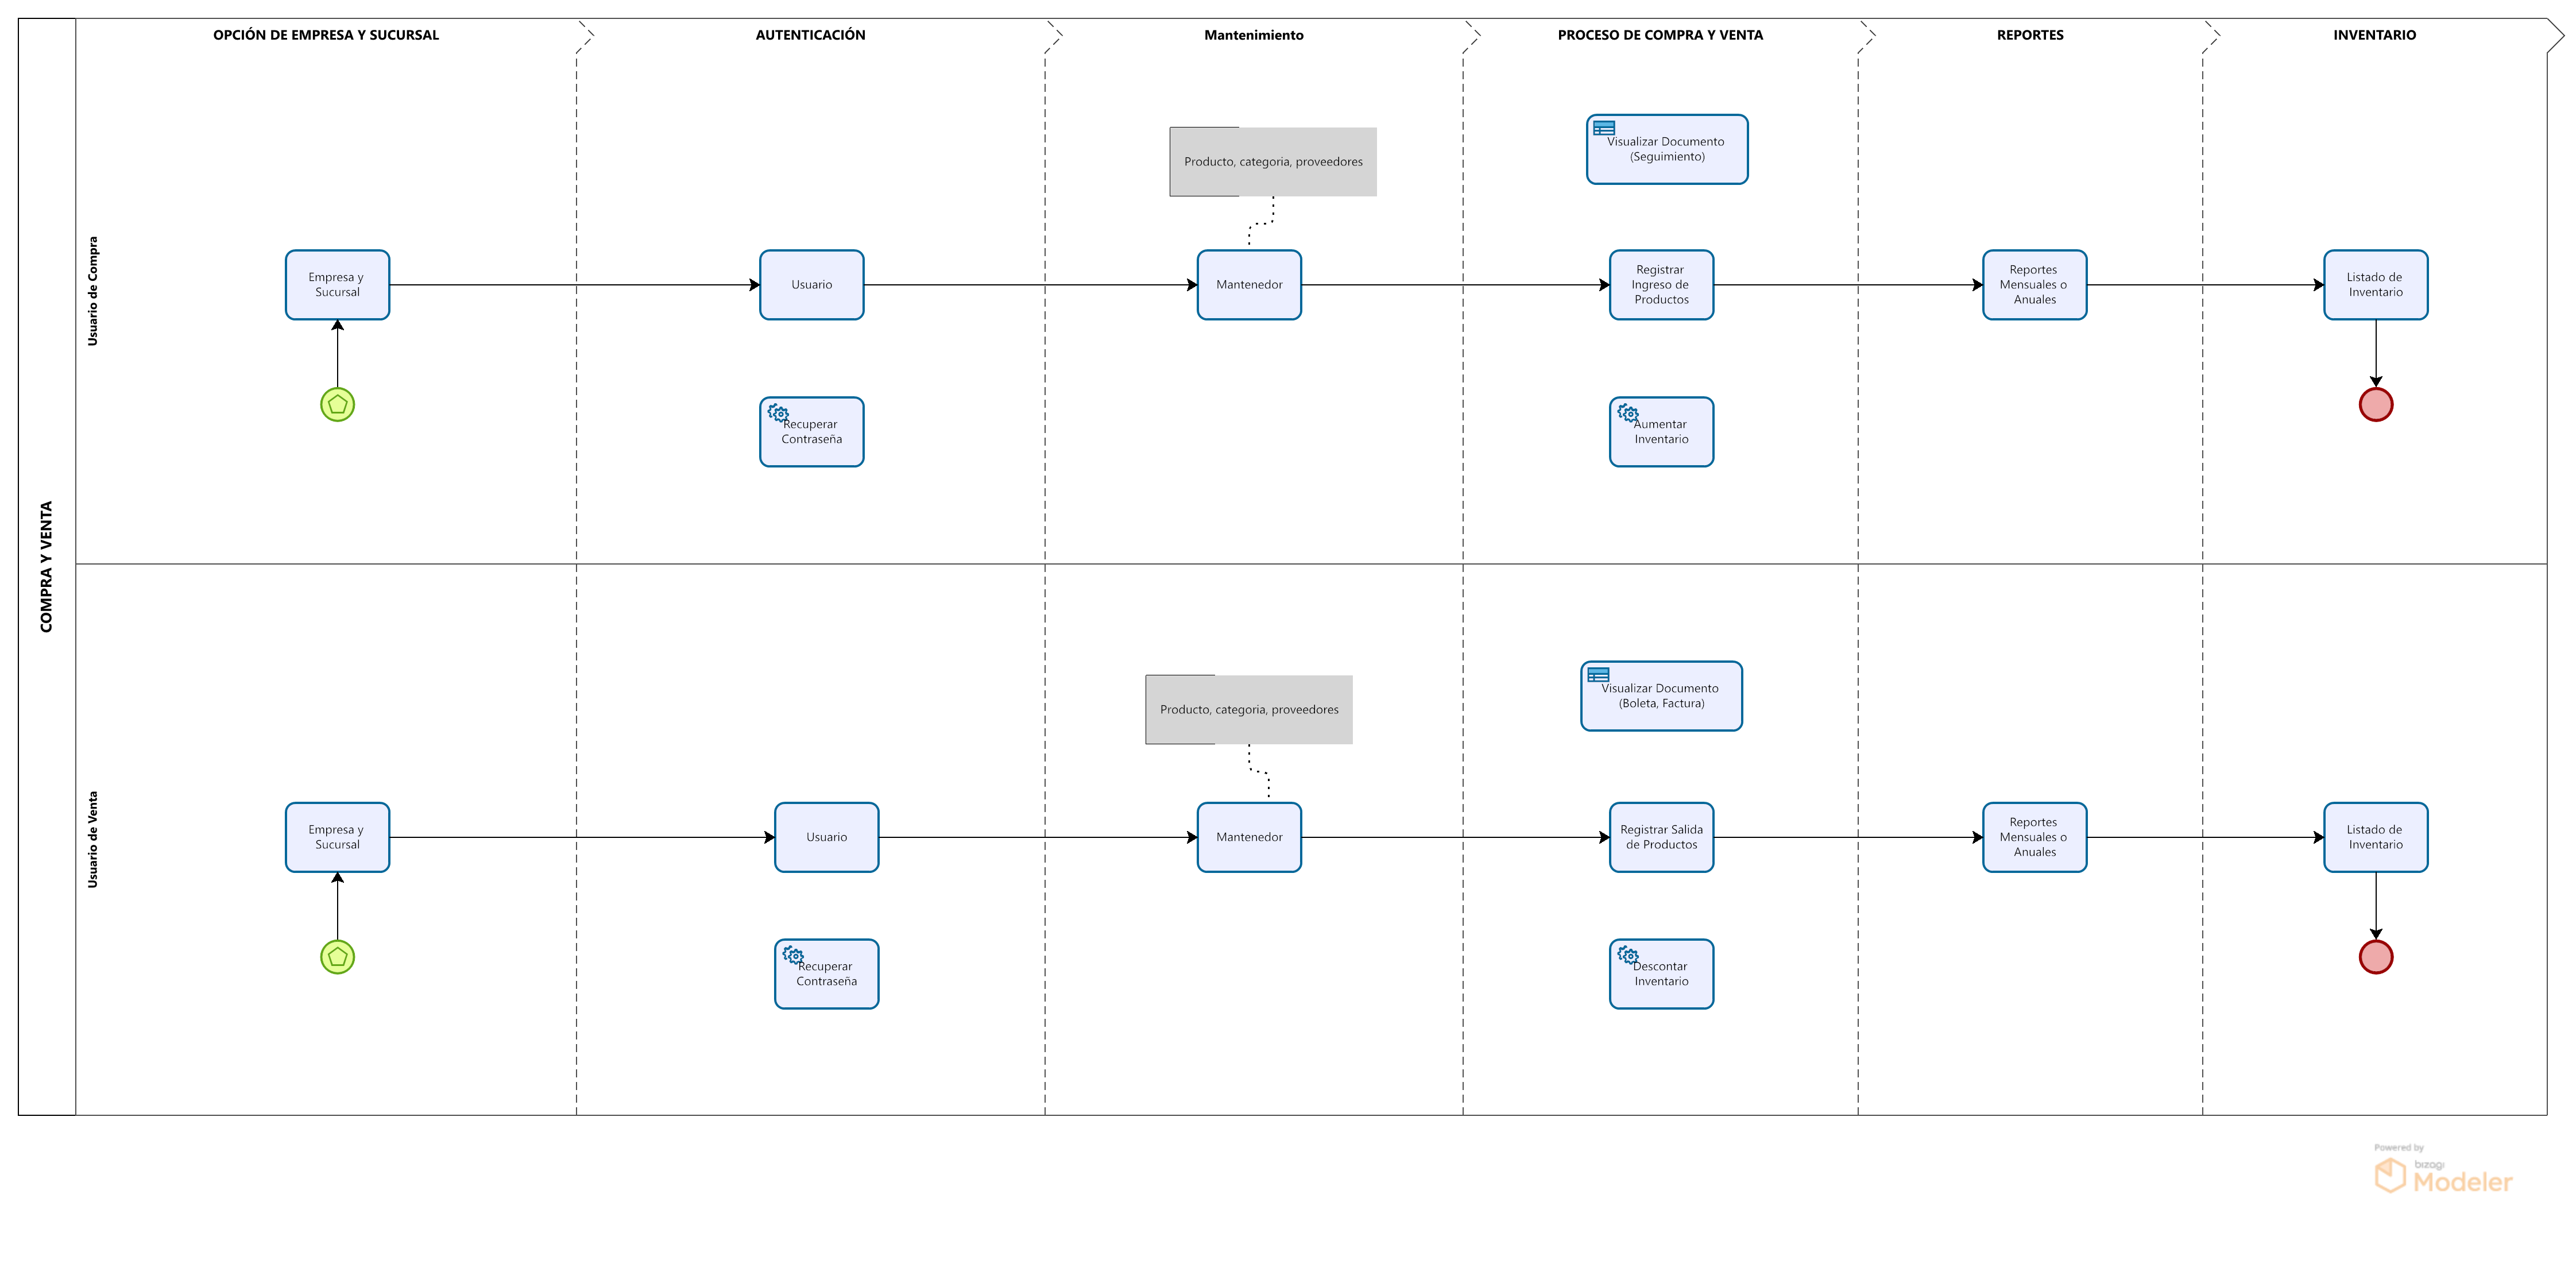 OPCIÓN DE EMPRESA Y SUCURSAL
AUTENTICACIÓN
Mantenimiento
PROCESO DE COMPRA Y VENTA
REPORTES
INVENTARIO
COMPRA Y VENTA
Usuario de Compra
Visualizar Documento
(Seguimiento)
Producto, categoria, proveedores
Empresa y
Sucursal
Usuario
Mantenedor
Registrar
Ingreso de
Productos
Reportes
Mensuales o
Anuales
Listado de
Inventario
Recuperar
Contraseña
Aumentar
Inventario
Usuario de Venta
Visualizar Documento
(Boleta, Factura)
Producto, categoria, proveedores
Empresa y
Sucursal
Usuario
Mantenedor
Registrar Salida
de Productos
Reportes
Mensuales o
Anuales
Listado de
Inventario
Recuperar
Contraseña
Descontar
Inventario
Powered by
bizagi
Modeler